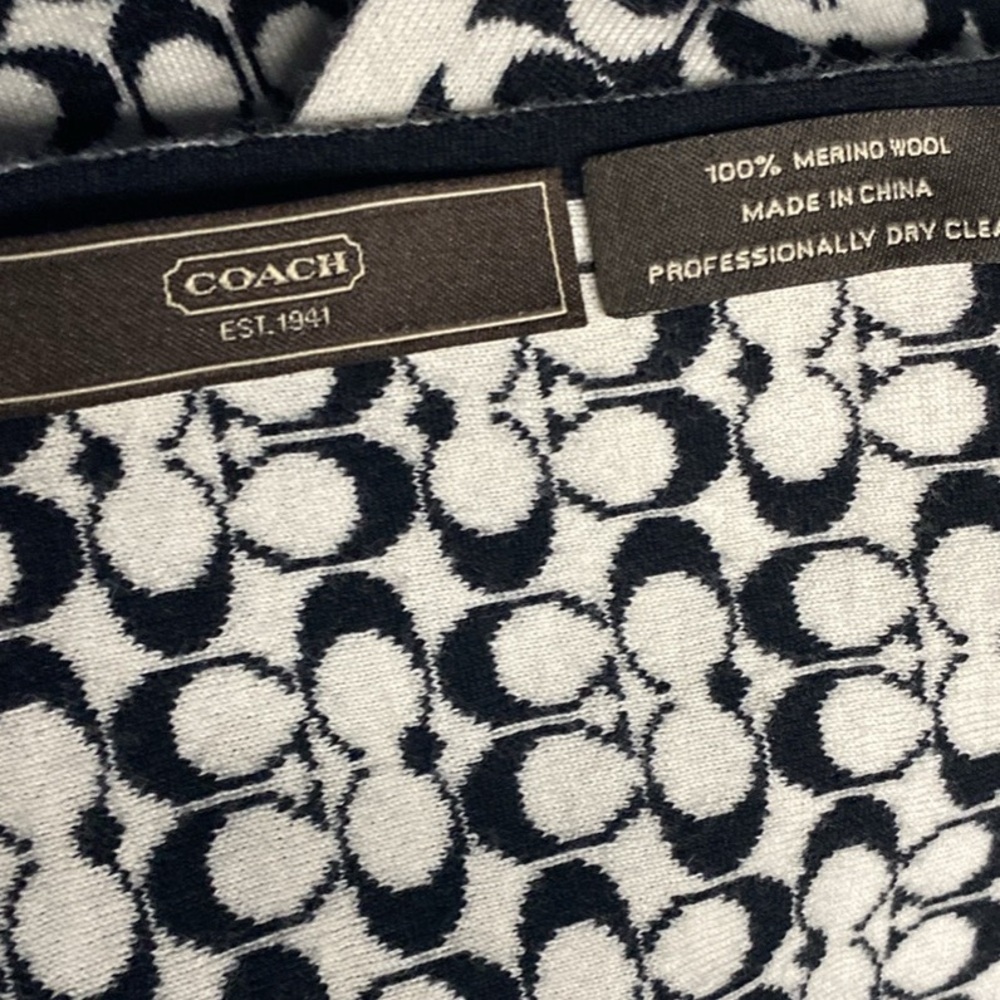 COACH
EST. 1941
100% MERINO WOOL
MADE IN CHINA
PROFESSIONALLY DRY CLEA